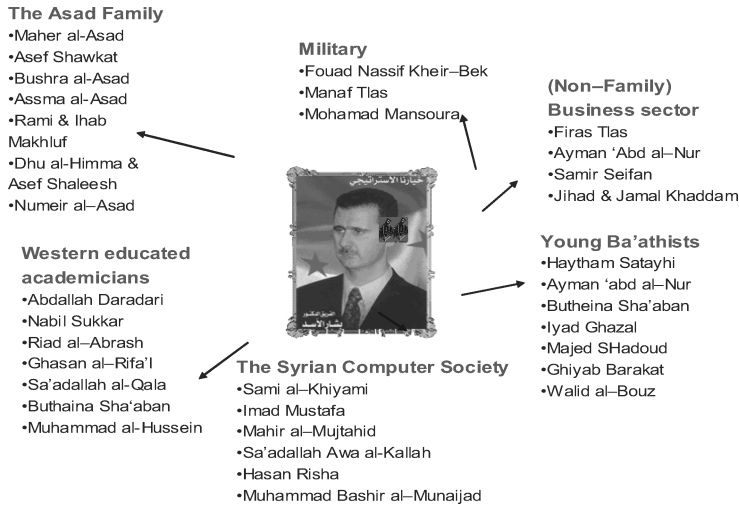 The Asad Family
•Maher al-Asad
•Asef Shawkat
•Bushra al-Asad
•Assma al-Asad
•Rami & Ihab
Makhluf
•Dhu al-Himma &
Asef Shaleesh
•Numeir al–Asad
Military
•Fouad Nassif Kheir–Bek
•Manaf Tlas
•Mohamad Mansoura
(Non–Family)
Business sector
•Firas Tlas
•Ayman ‘Abd al–Nur
•Samir Seifan
•Jihad & Jamal Khaddam
خيارنا الاستراتيجي
الفريق الدكتور
بشار الأسد
Western educated
academicians
•Abdallah Daradari
•Nabil Sukkar
•Riad al–Abrash
•Ghasan al–Rifa’I
•Sa’adallah al-Qala
•Buthaina Sha‘aban
•Muhammad al-Hussein
Young Ba’athists
•Haytham Satayhi
•Ayman ‘abd al–Nur
•Butheina Sha’aban
•Iyad Ghazal
•Majed SHadoud
•Ghiyab Barakat
•Walid al–Bouz
The Syrian Computer Society
•Sami al–Khiyami
•Imad Mustafa
•Mahir al–Mujtahid
•Sa’adallah Awa al-Kallah
•Hasan Risha
•Muhammad Bashir al–Munaijad